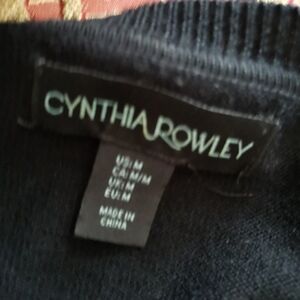 CYNTHIA ROWLEY
US: M
CA: M/M
UK: M
EU: M
MADE IN
CHINA